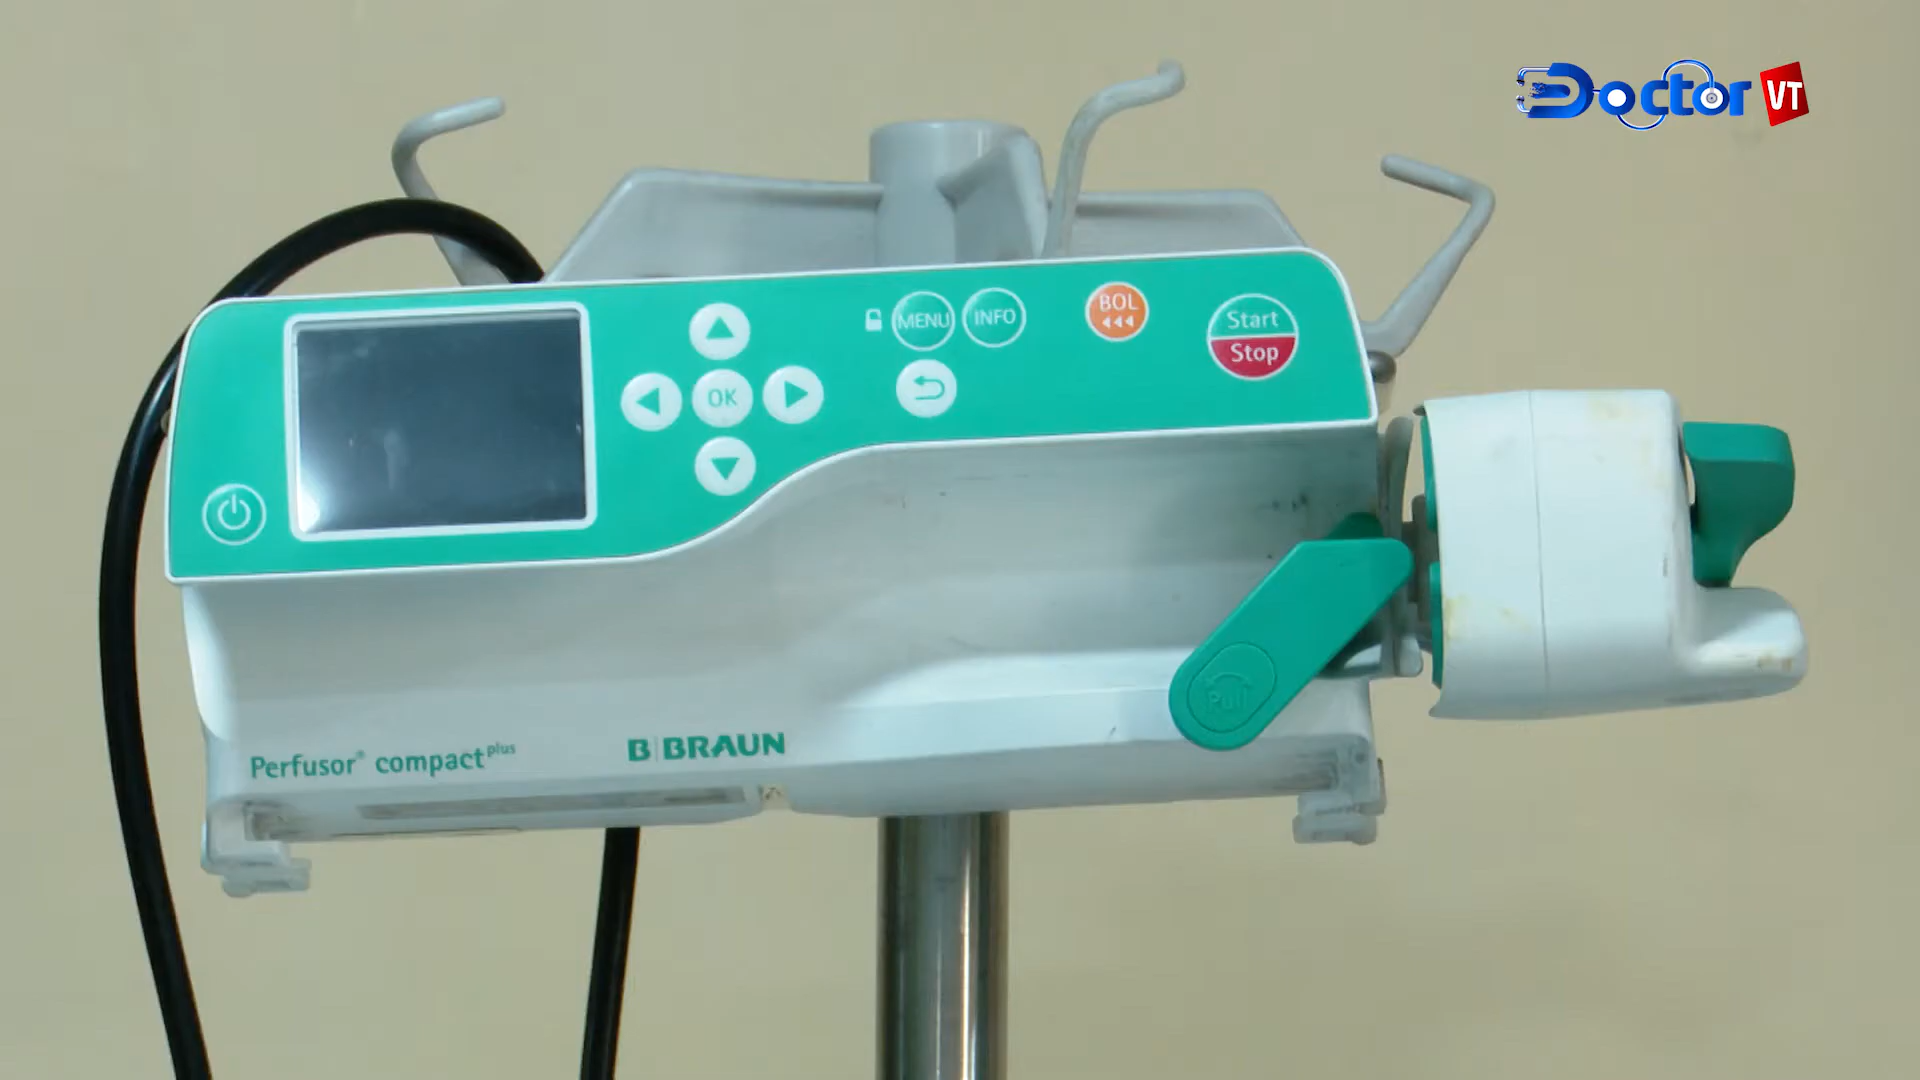 Doctor VT
MENU
INFO
BOL
Start
Stop
OK
Pull
Perfusor® compact plus
B|BRAUN